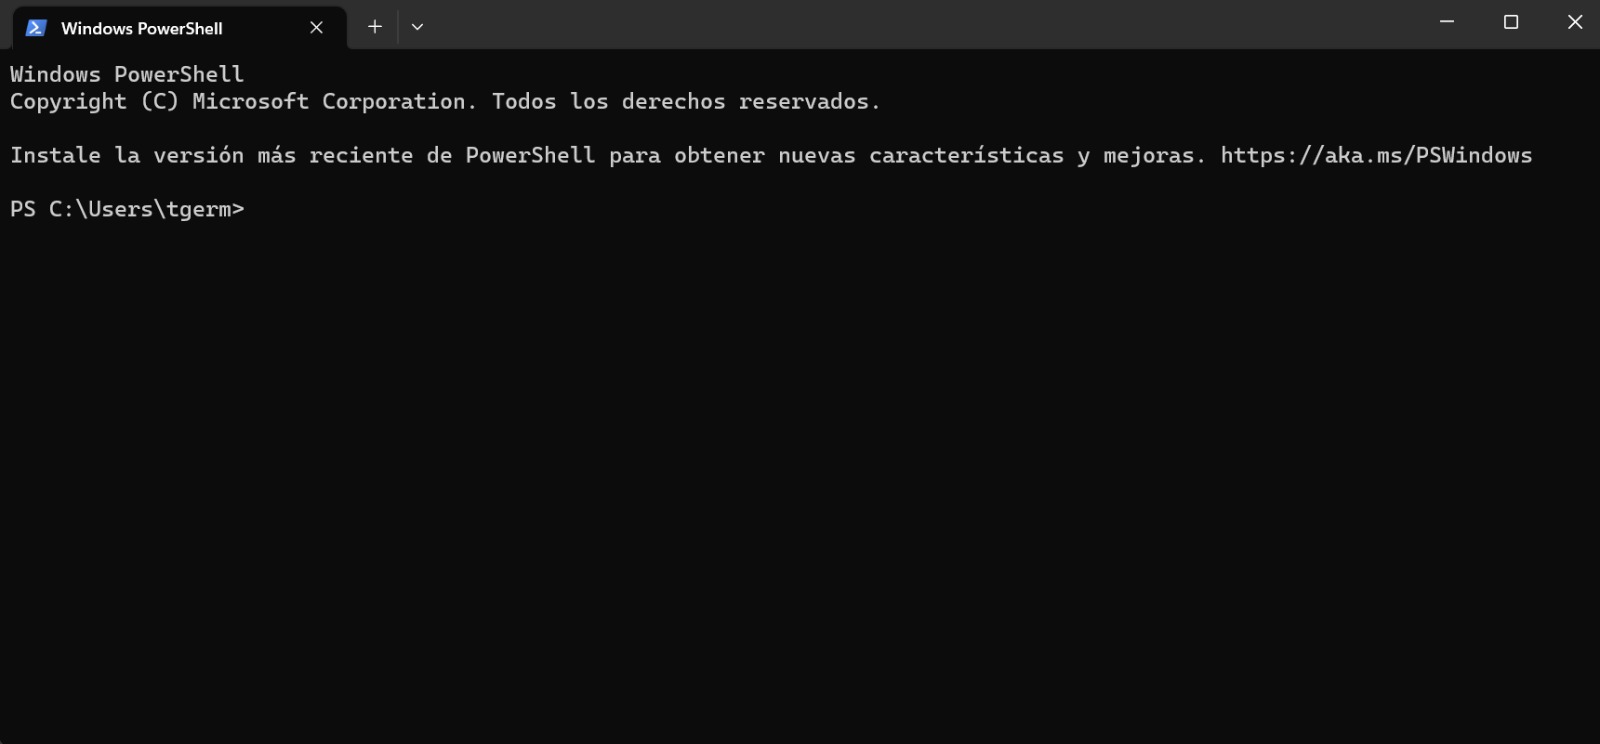 Windows PowerShell
Windows PowerShell
Copyright (C) Microsoft Corporation. Todos los derechos reservados.
Instale la versión más reciente de PowerShell para obtener nuevas características y mejoras. https://aka.ms/PSWindows
PS C:\Users\tgerm>